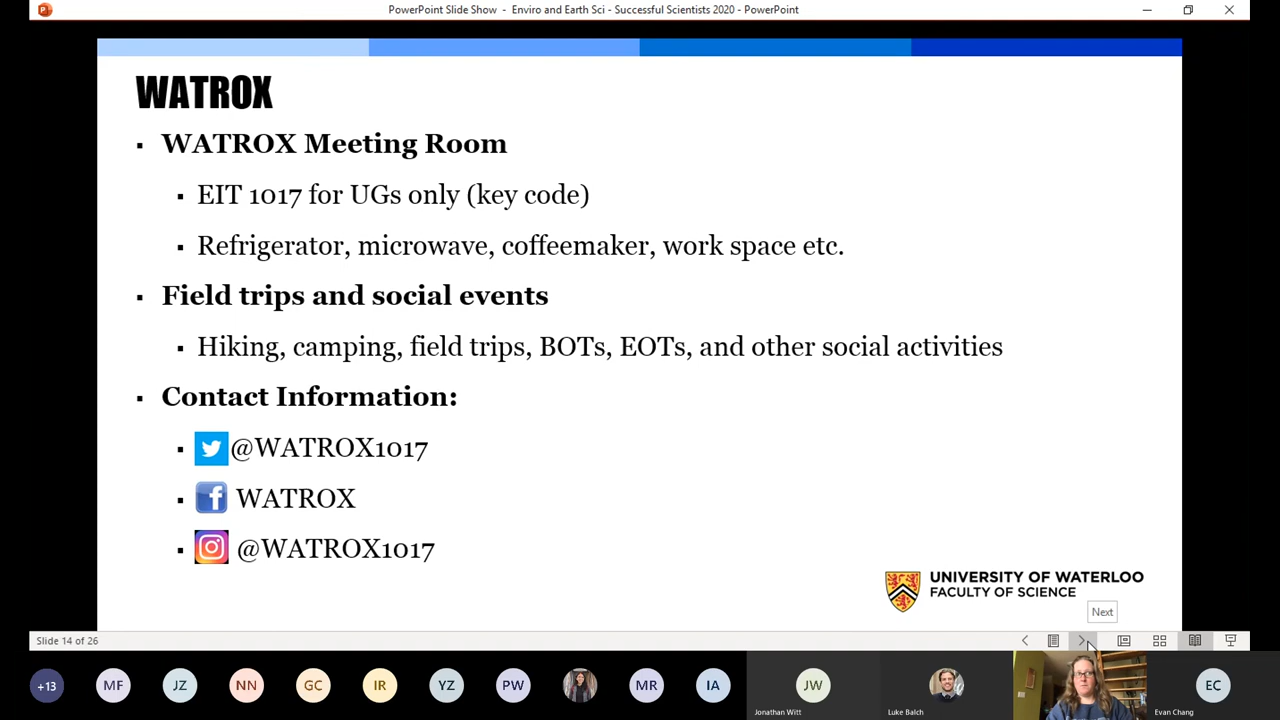 PowerPoint Slide Show - Enviro and Earth Sci - Successful Scientists 2020 - PowerPoint
WATROX
▪ WATROX Meeting Room
▪ EIT 1017 for UGs only (key code)
▪ Refrigerator, microwave, coffeemaker, work space etc.
▪ Field trips and social events
▪ Hiking, camping, field trips, BOTs, EOTs, and other social activities
▪ Contact Information:
▪ @WATROX1017
▪ WATROX
▪ @WATROX1017
UNIVERSITY OF WATERLOO
FACULTY OF SCIENCE
Next
Slide 14 of 26
+13 MF JZ NN GC IR YZ PW MR IA JW EC
Jonathan Witt Luke Balch Evan Chang